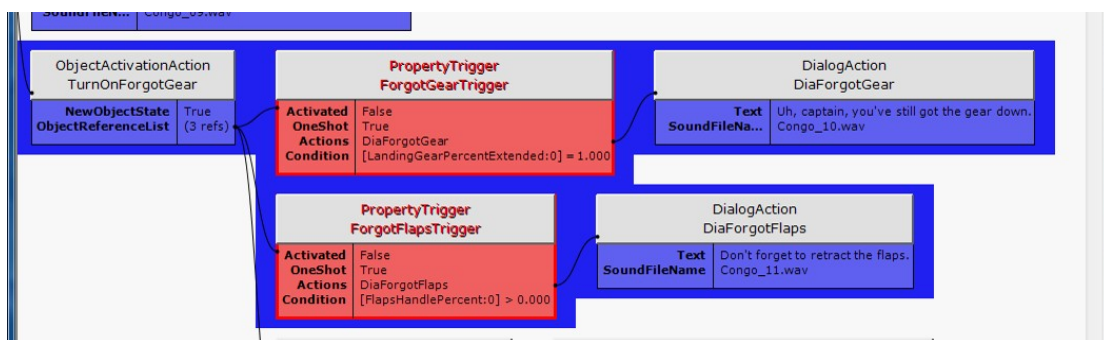 SoundFileN... Congo_09.wav
ObjectActivationAction
TurnOnForgotGear
NewObjectState True
ObjectReferenceList (3 refs)
PropertyTrigger
ForgotGearTrigger
Activated False
OneShot True
Actions DiaForgotGear
Condition [LandingGearPercentExtended:0] = 1.000
DialogAction
DiaForgotGear
Text Uh, captain, you've still got the gear down.
SoundFileNa... Congo_10.wav
PropertyTrigger
ForgotFlapsTrigger
Activated False
OneShot True
Actions DiaForgotFlaps
Condition [FlapsHandlePercent:0] > 0.000
DialogAction
DiaForgotFlaps
Text Don't forget to retract the flaps.
SoundFileName Congo_11.wav